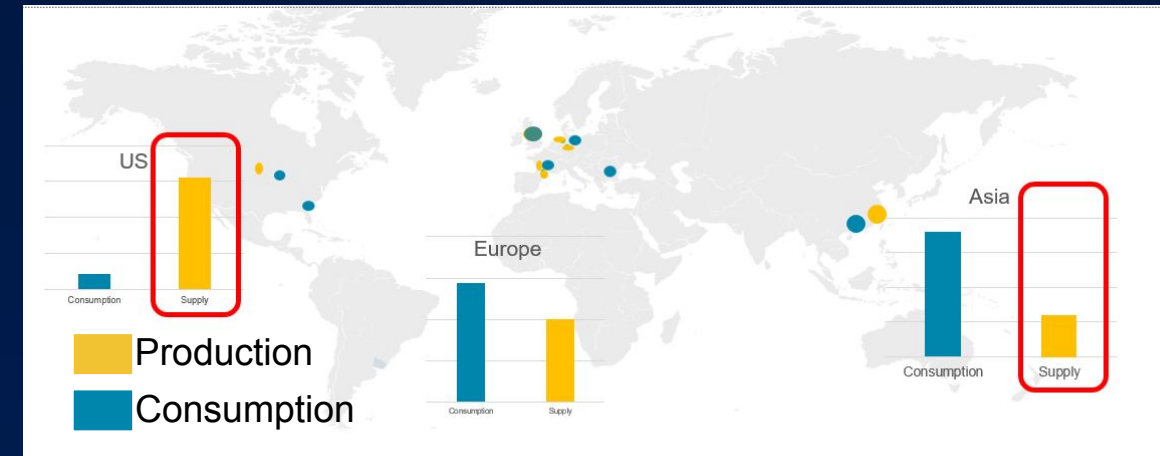 US
Consumption
Supply
Europe
Consumption
Supply
Asia
Consumption
Supply
Production
Consumption